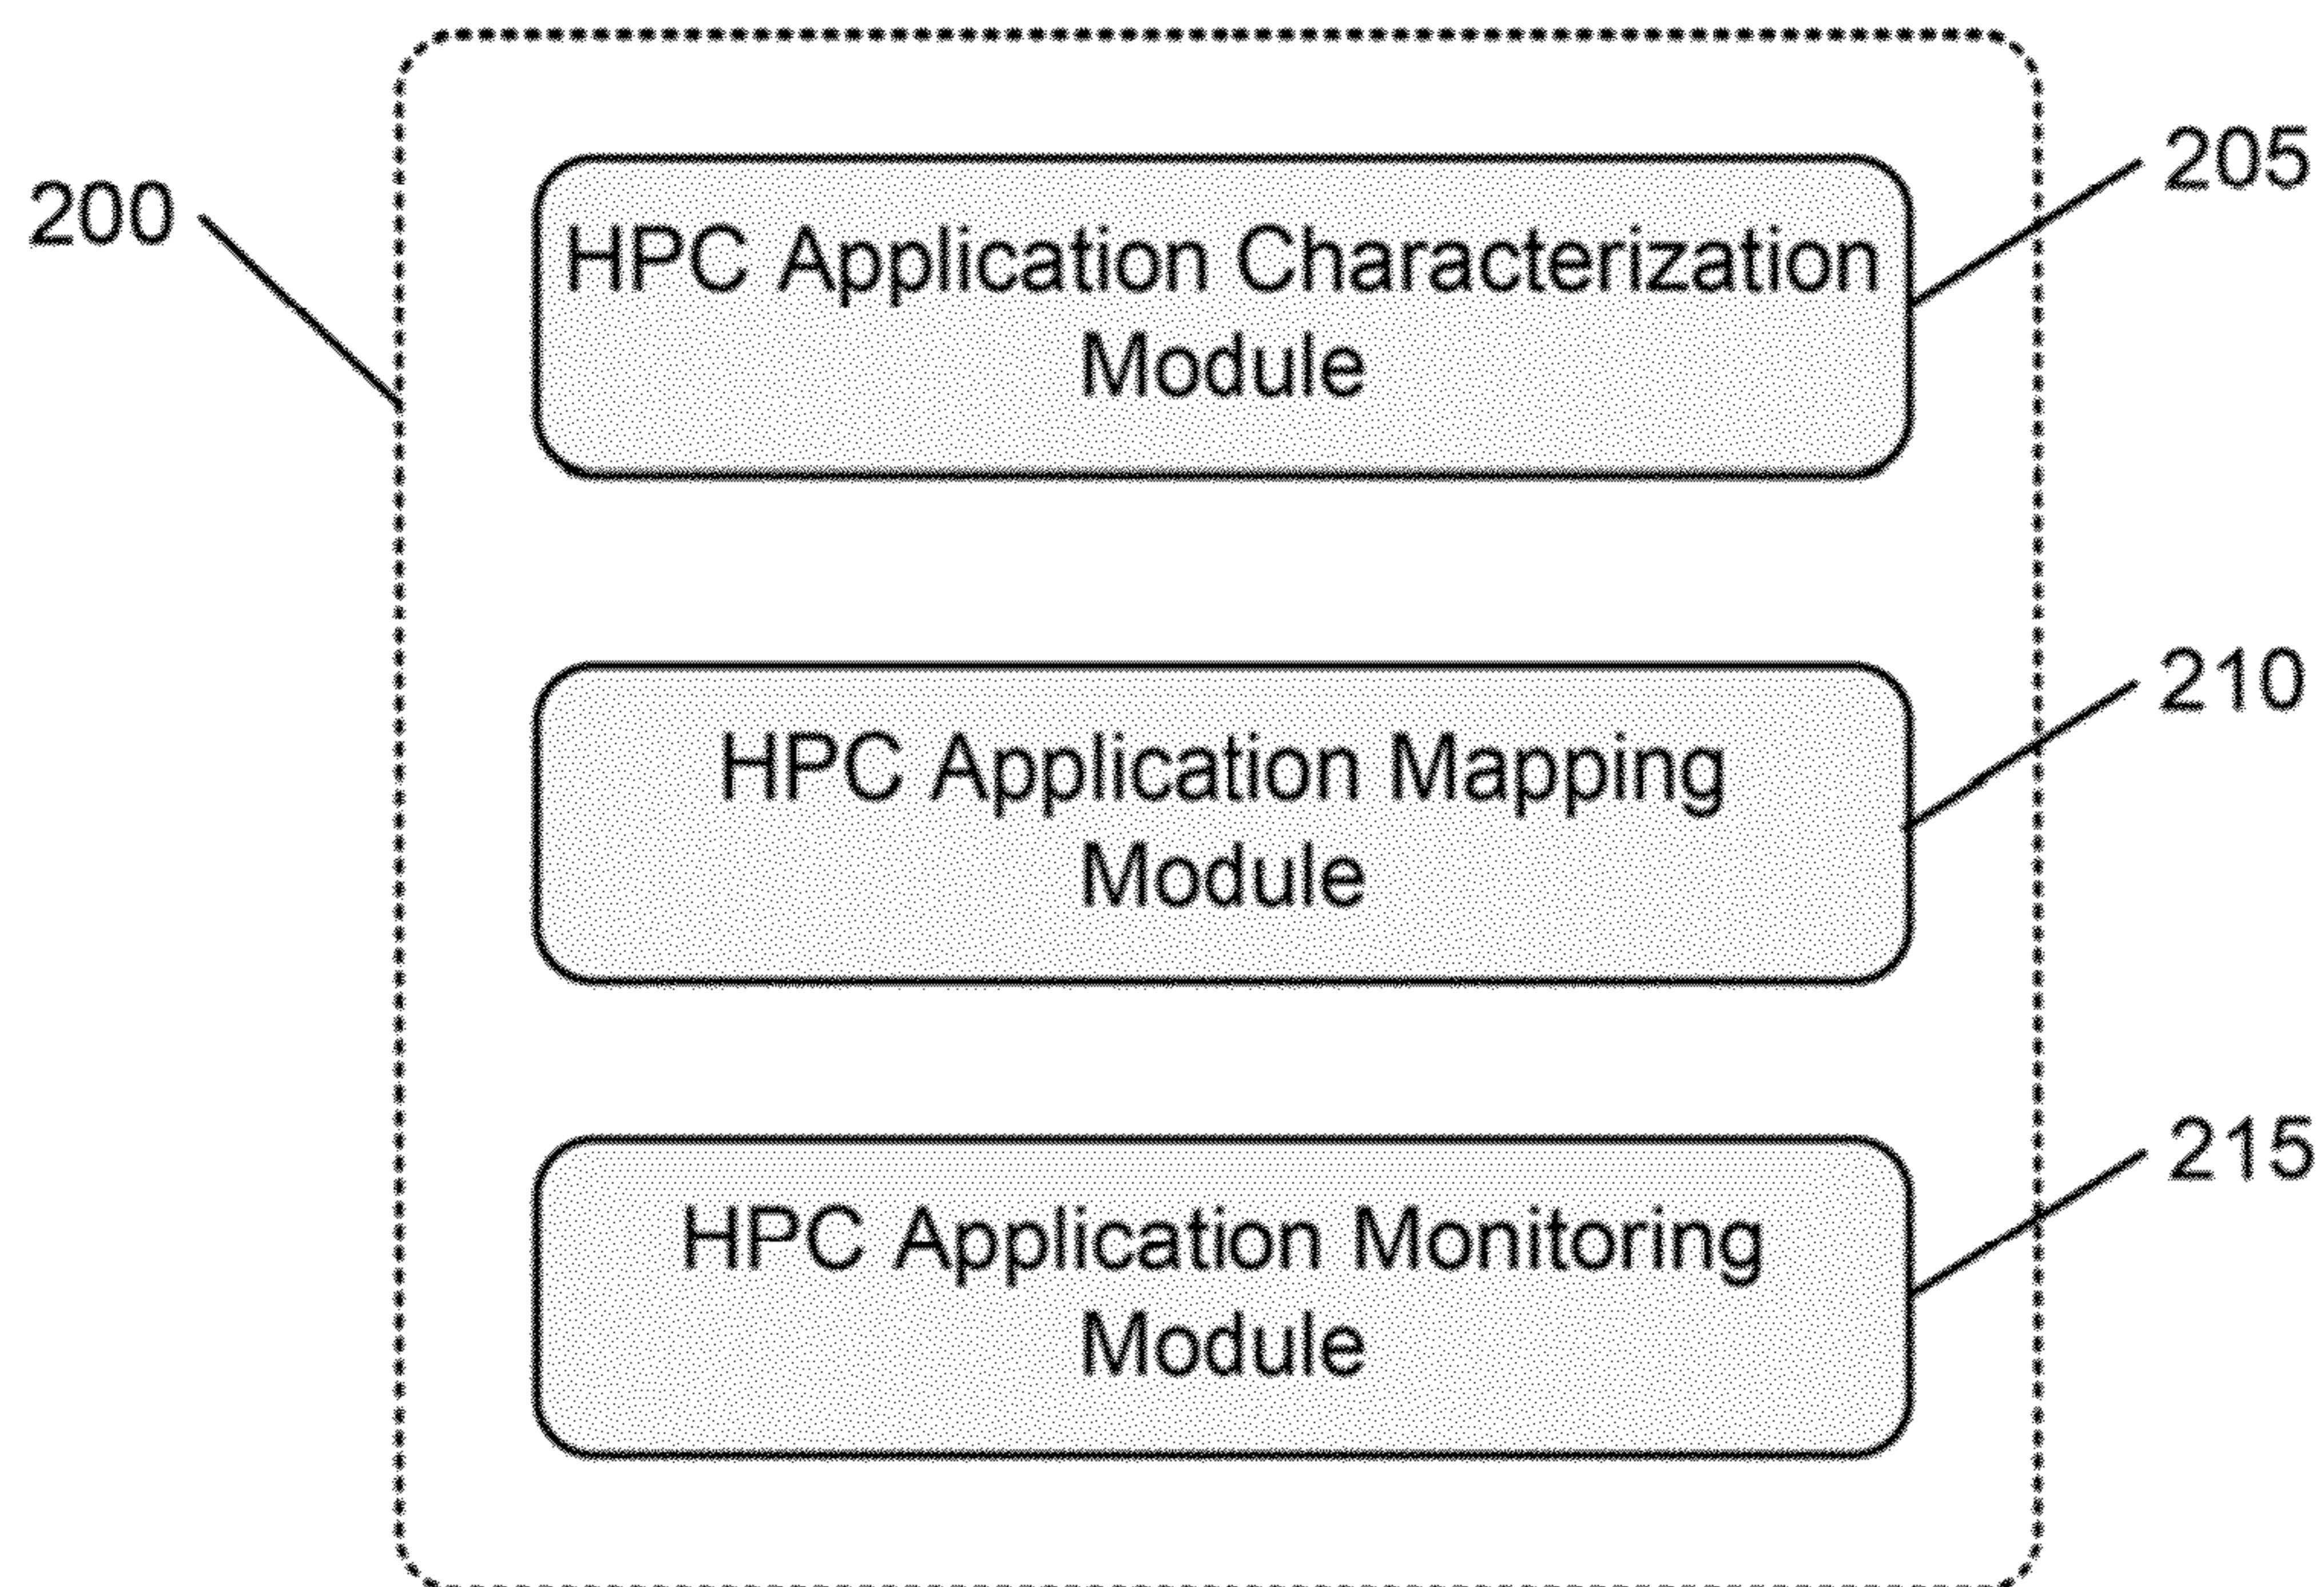 200
205
HPC Application Characterization
Module
210
HPC Application Mapping
Module
215
HPC Application Monitoring
Module